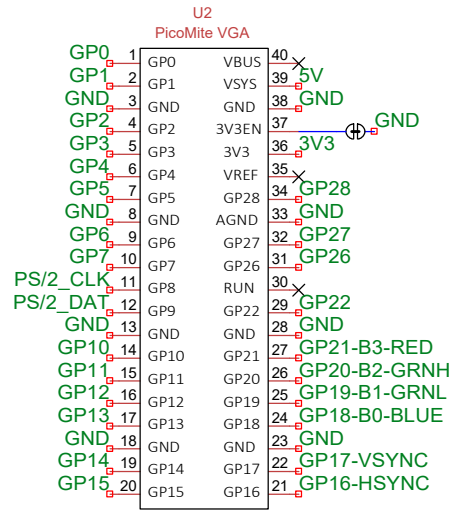 U2
PicoMite VGA
GP0 1 GP0 VBUS 40
GP1 2 GP1 VSYS 39 5V
GND 3 GND GND 38 GND
GP2 4 GP2 3V3EN 37 GND
GP3 5 GP3 3V3 36 3V3
GP4 6 GP4 VREF 35
GP5 7 GP5 GP28 34 GP28
GND 8 GND AGND 33 GND
GP6 9 GP6 GP27 32 GP27
GP7 10 GP7 GP26 31 GP26
PS/2_CLK 11 GP8 RUN 30
PS/2_DAT 12 GP9 GP22 29 GP22
GND 13 GND GND 28 GND
GP10 14 GP10 GP21 27 GP21-B3-RED
GP11 15 GP11 GP20 26 GP20-B2-GRNH
GP12 16 GP12 GP19 25 GP19-B1-GRNL
GP13 17 GP13 GP18 24 GP18-B0-BLUE
GND 18 GND GND 23 GND
GP14 19 GP14 GP17 22 GP17-VSYNC
GP15 20 GP15 GP16 21 GP16-HSYNC